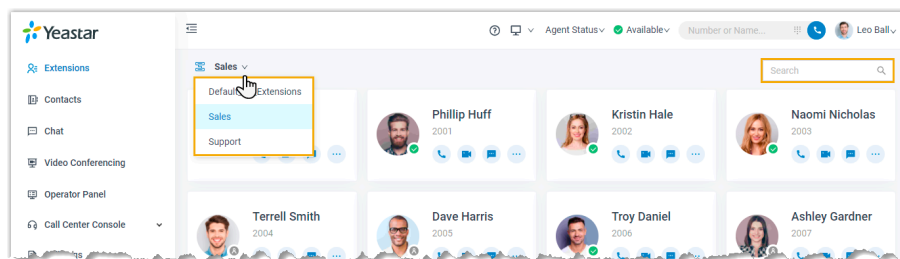 Yeastar
Agent Status
Available
Number or Name...
Leo Ball
Extensions
Contacts
Chat
Video Conferencing
Operator Panel
Call Center Console
Sales
Search
Extensions
Sales
Support
Phillip Huff
2001
Kristin Hale
2002
Naomi Nicholas
2003
Terrell Smith
2004
Dave Harris
2005
Troy Daniel
2006
Ashley Gardner
2007